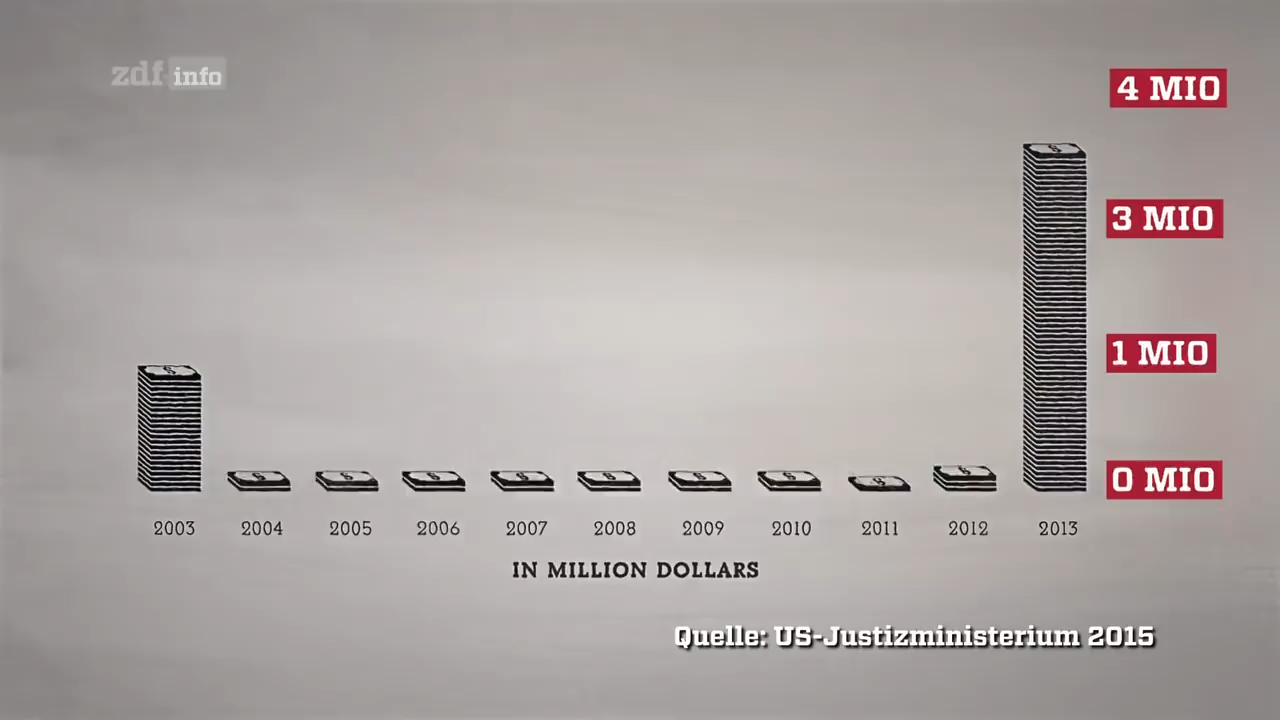 zdf info
4 MIO
3 MIO
1 MIO
0 MIO
2003 2004 2005 2006 2007 2008 2009 2010 2011 2012 2013
IN MILLION DOLLARS
Quelle: US-Justizministerium 2015